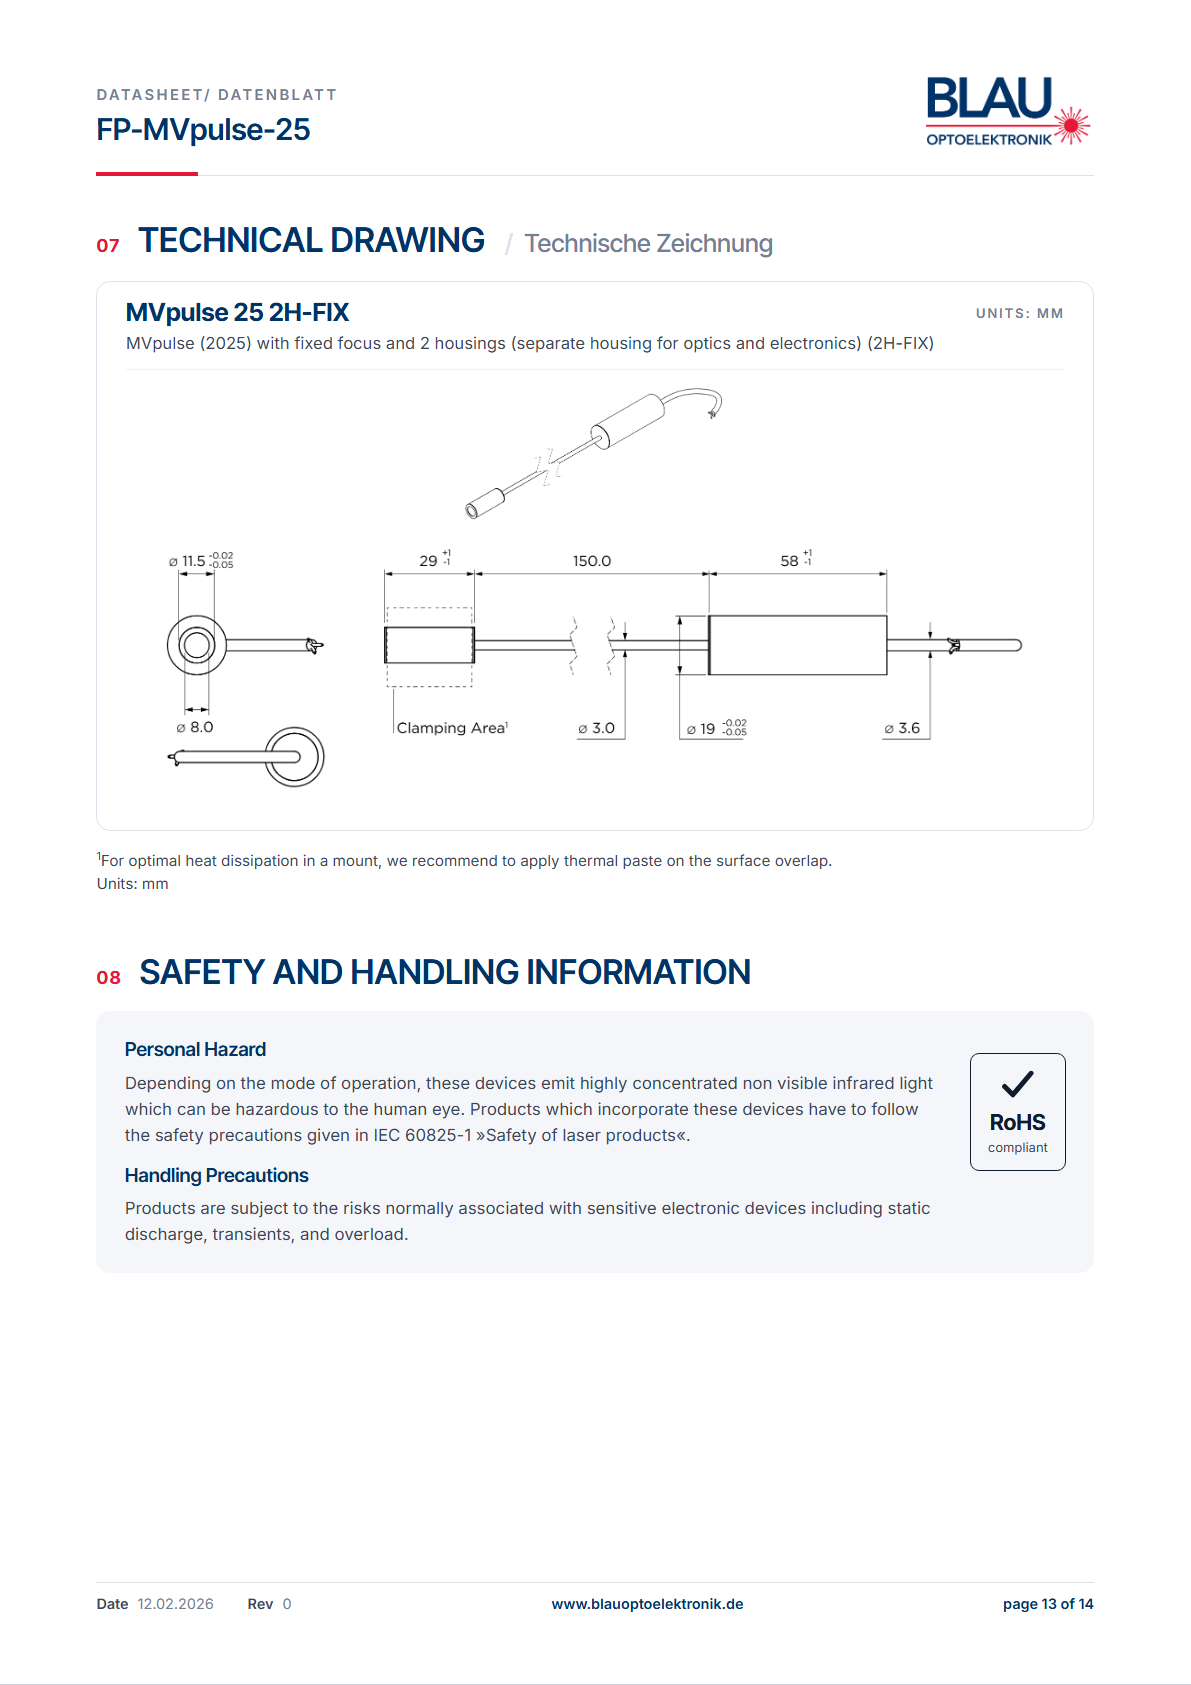 DATASHEET/ DATENBLATT
FP-MVpulse-25
BLAU
OPTOELEKTRONIK
07 TECHNICAL DRAWING / Technische Zeichnung
MVpulse 25 2H-FIX
UNITS: MM
MVpulse (2025) with fixed focus and 2 housings (separate housing for optics and electronics) (2H-FIX)
⌀ 11.5 -0.02 -0.05
29 +1 -1
150.0
58 +1 -1
⌀ 8.0
Clamping Area¹
⌀ 3.0
⌀ 19 -0.02 -0.05
⌀ 3.6
¹For optimal heat dissipation in a mount, we recommend to apply thermal paste on the surface overlap.
Units: mm
08 SAFETY AND HANDLING INFORMATION
Personal Hazard
Depending on the mode of operation, these devices emit highly concentrated non visible infrared light
which can be hazardous to the human eye. Products which incorporate these devices have to follow
the safety precautions given in IEC 60825-1 »Safety of laser products«.
RoHS
compliant
Handling Precautions
Products are subject to the risks normally associated with sensitive electronic devices including static
discharge, transients, and overload.
Date 12.02.2026 Rev 0
www.blauoptoelektronik.de
page 13 of 14